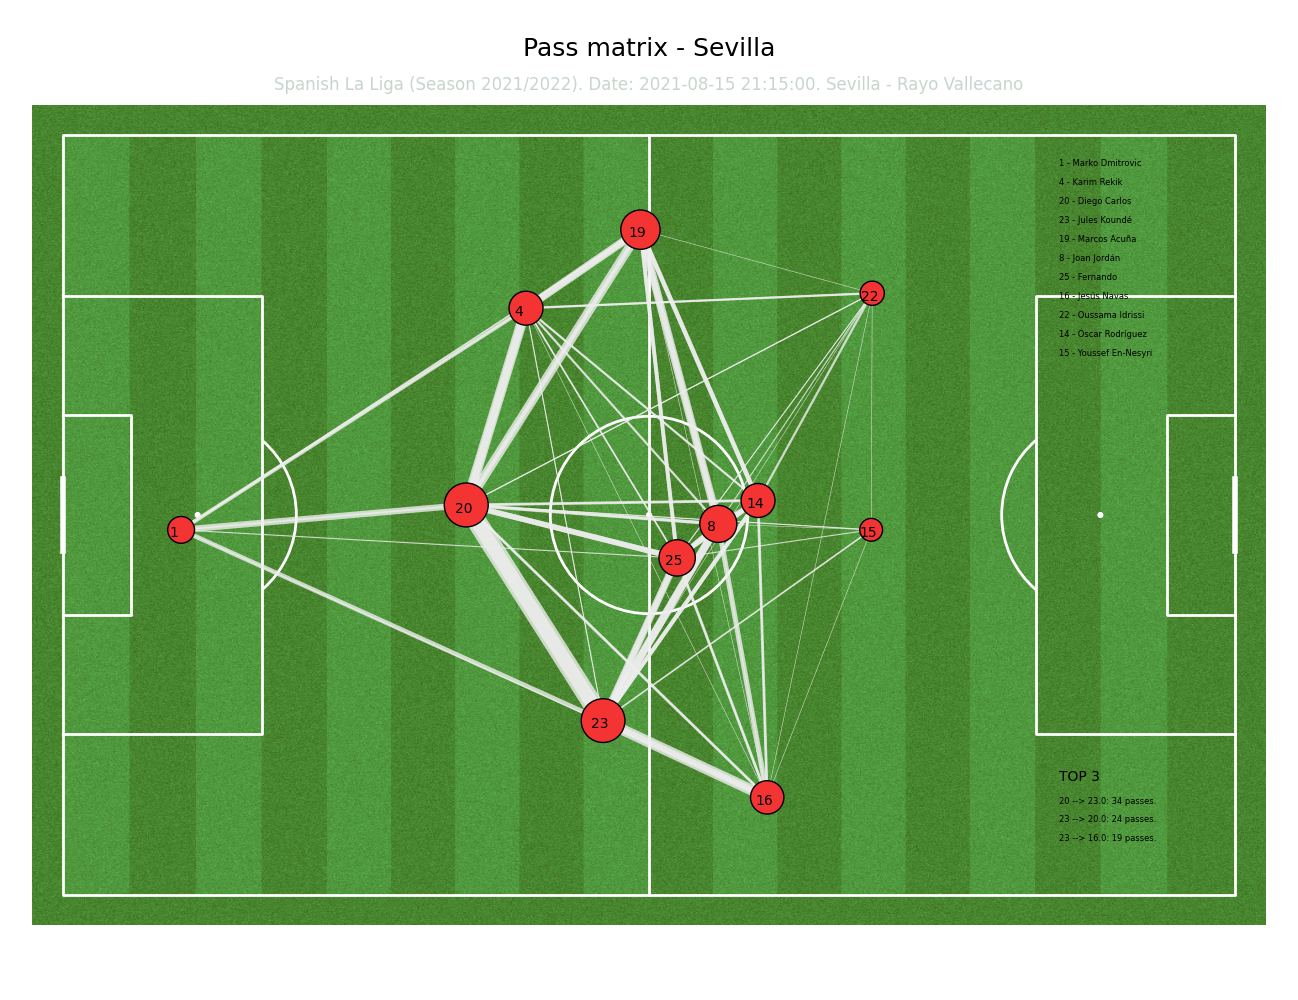 Pass matrix - Sevilla
Spanish La Liga (Season 2021/2022). Date: 2021-08-15 21:15:00. Sevilla - Rayo Vallecano
1 - Marko Dmitrovic
4 - Karim Rekik
20 - Diego Carlos
23 - Jules Koundé
19 - Marcos Acuña
8 - Joan Jordán
25 - Fernando
16 - Jesús Navas
22 - Oussama Idrissi
14 - Óscar Rodríguez
15 - Youssef En-Nesyri
19
22
4
20
14
8
1
15
25
23
16
TOP 3
20 --> 23.0: 34 passes.
23 --> 20.0: 24 passes.
23 --> 16.0: 19 passes.